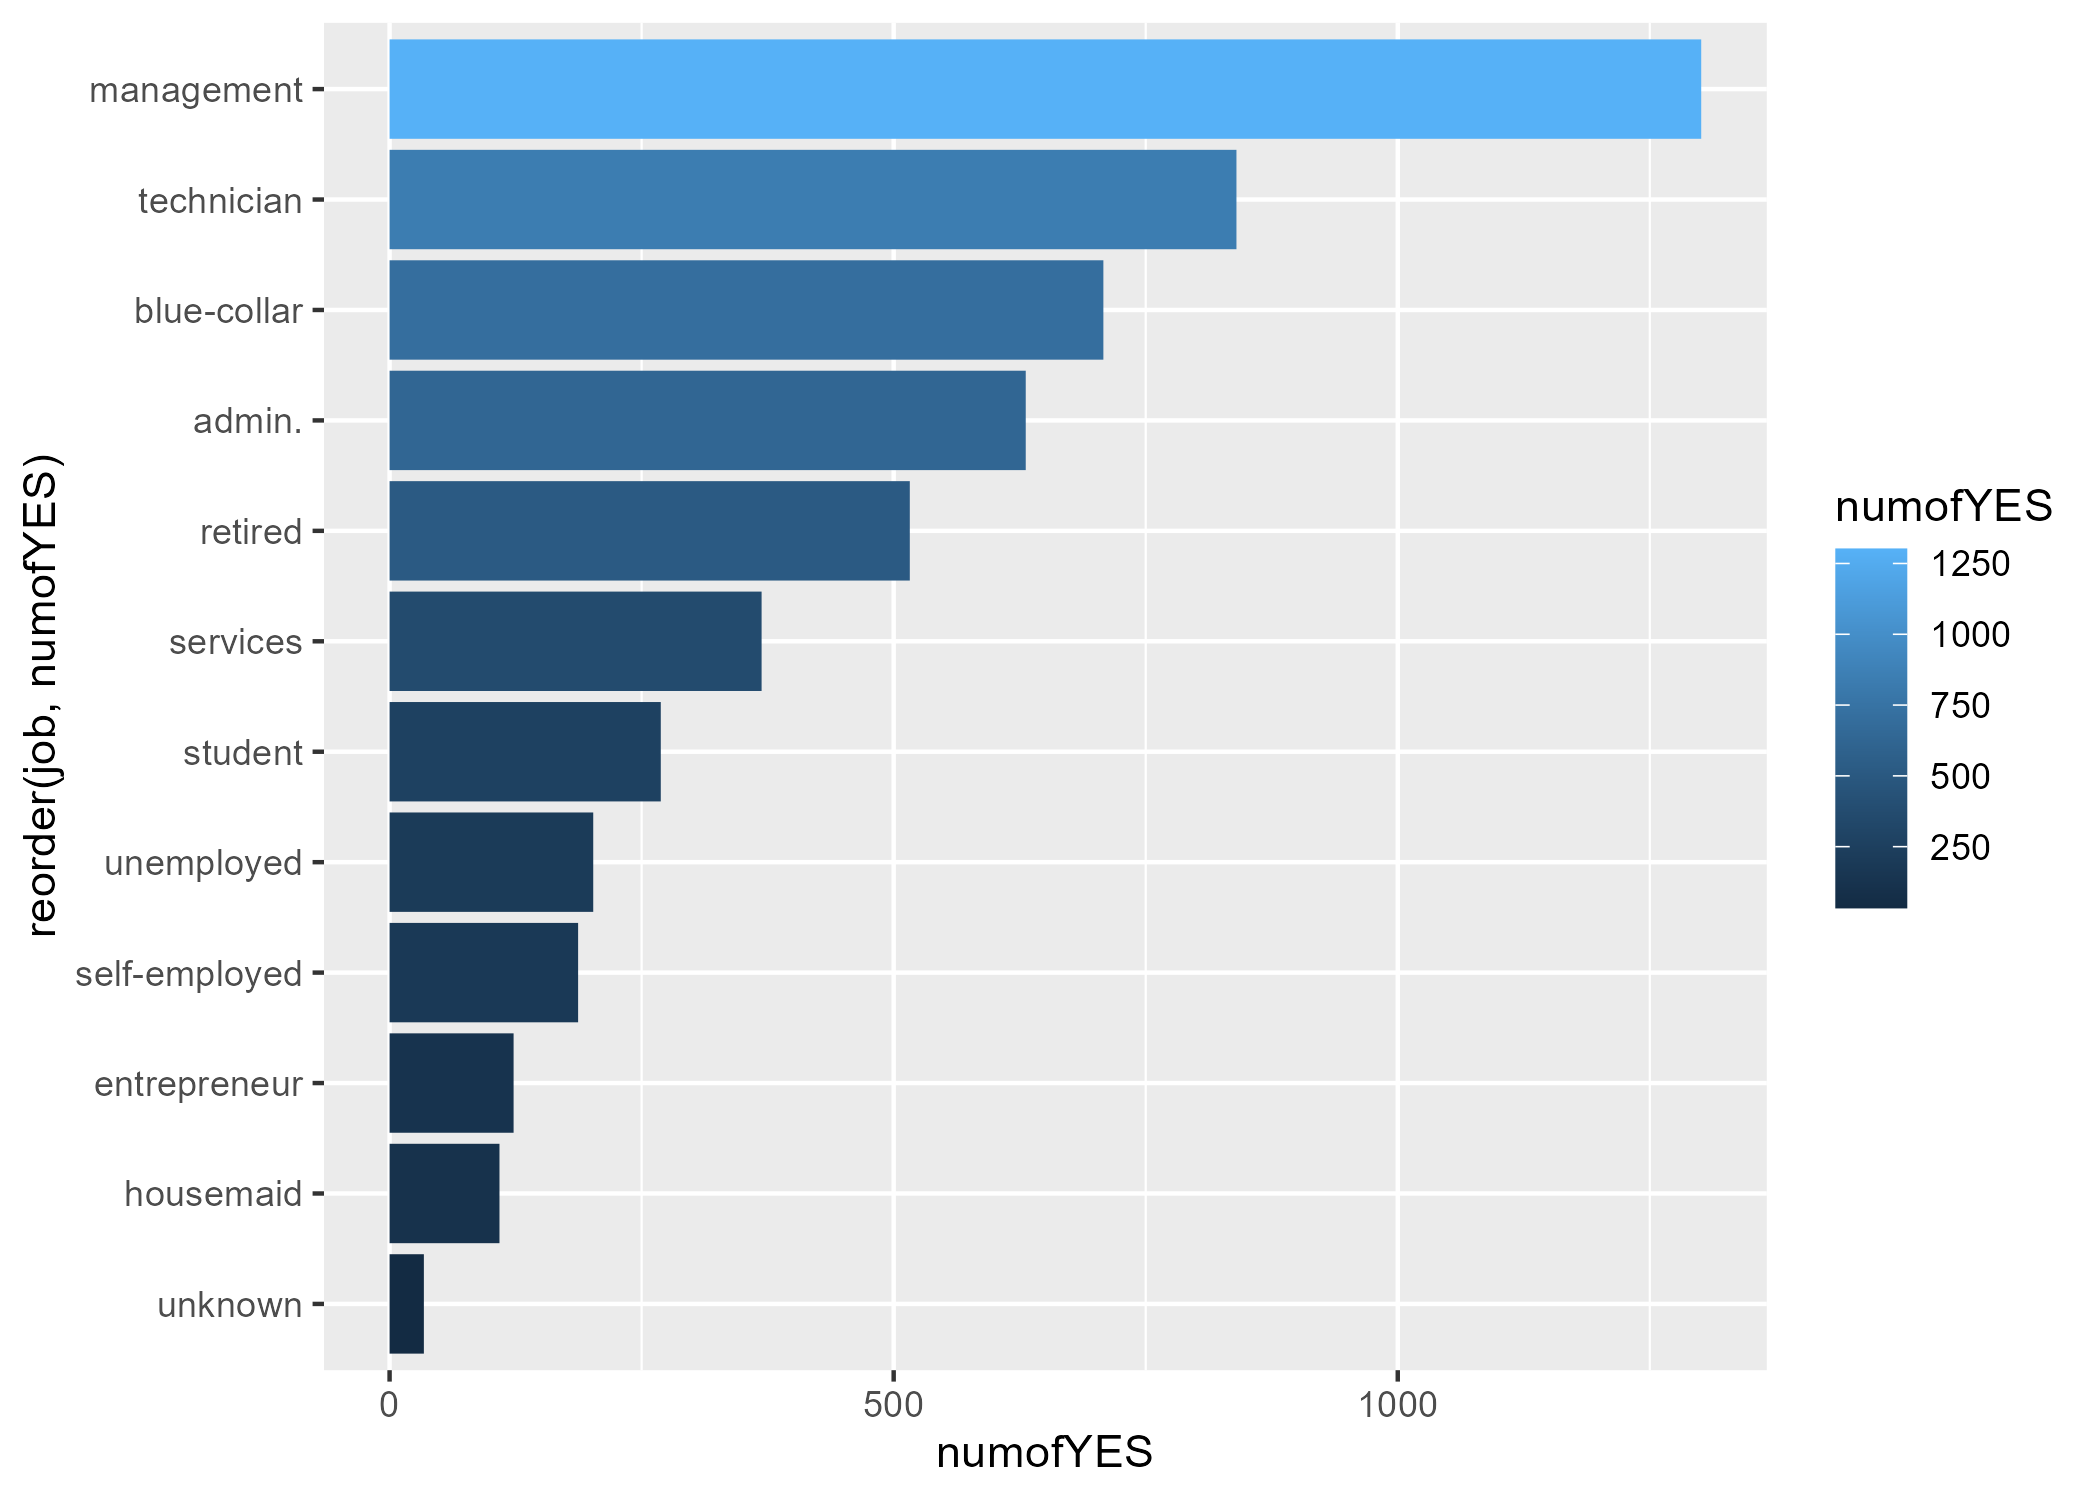 reorder(job, numofYES)
management
technician
blue-collar
admin.
retired
services
student
unemployed
self-employed
entrepreneur
housemaid
unknown
0 500 1000
numofYES
numofYES
1250
1000
750
500
250